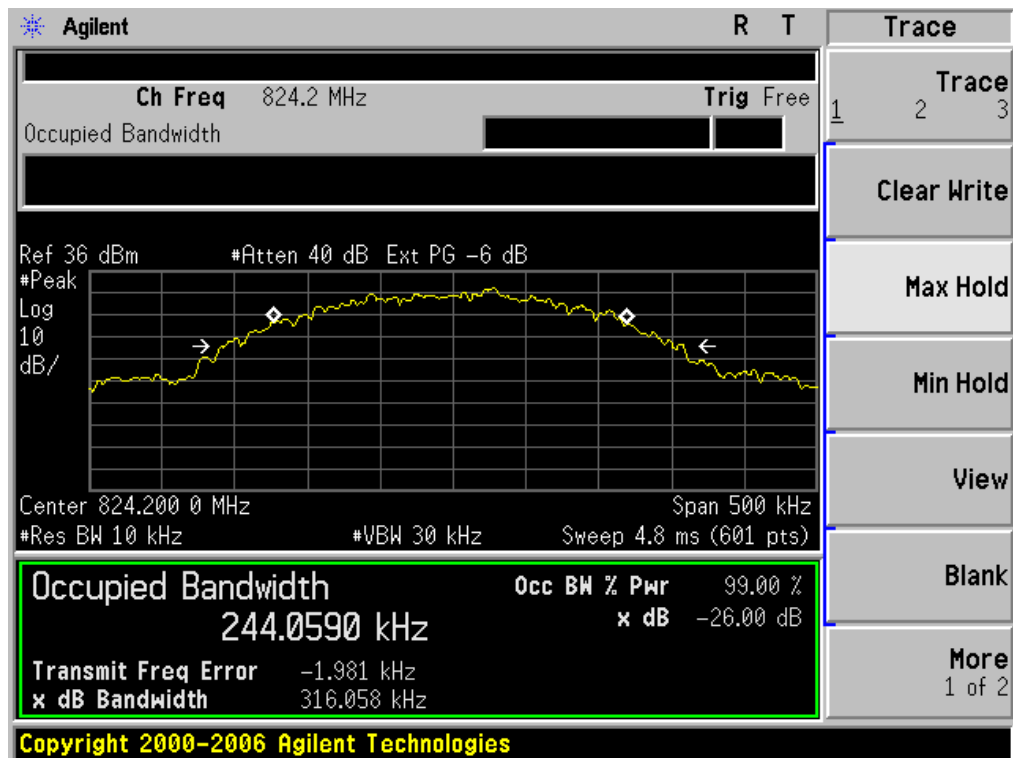 Agilent R T Trace
Ch Freq 824.2 MHz Trig Free
Occupied Bandwidth
Trace
1 2 3
Clear Write
Max Hold
Min Hold
View
Blank
More
1 of 2
Ref 36 dBm #Atten 40 dB Ext PG -6 dB
#Peak
Log
10
dB/
Center 824.200 0 MHz Span 500 kHz
#Res BW 10 kHz #VBW 30 kHz Sweep 4.8 ms (601 pts)
Occupied Bandwidth Occ BW % Pwr 99.00 %
244.0590 kHz x dB -26.00 dB
Transmit Freq Error -1.981 kHz
x dB Bandwidth 316.058 kHz
Copyright 2000-2006 Agilent Technologies